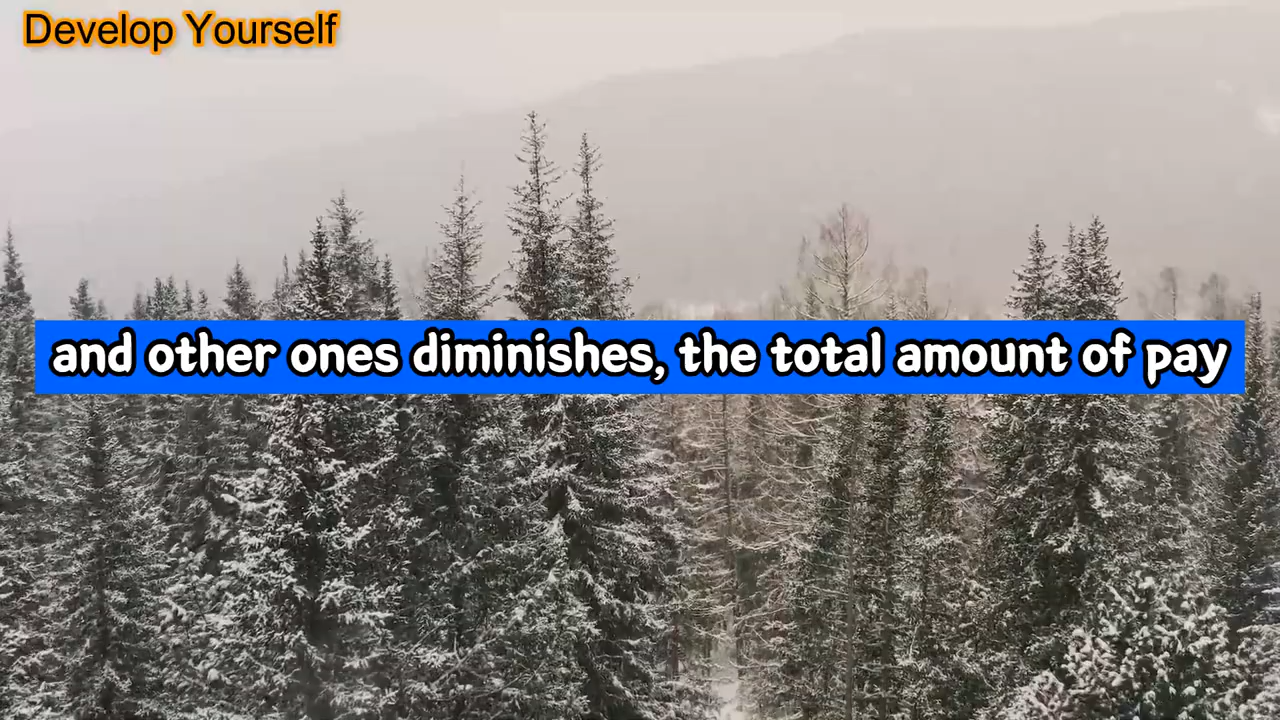 Develop Yourself
and other ones diminishes, the total amount of pay